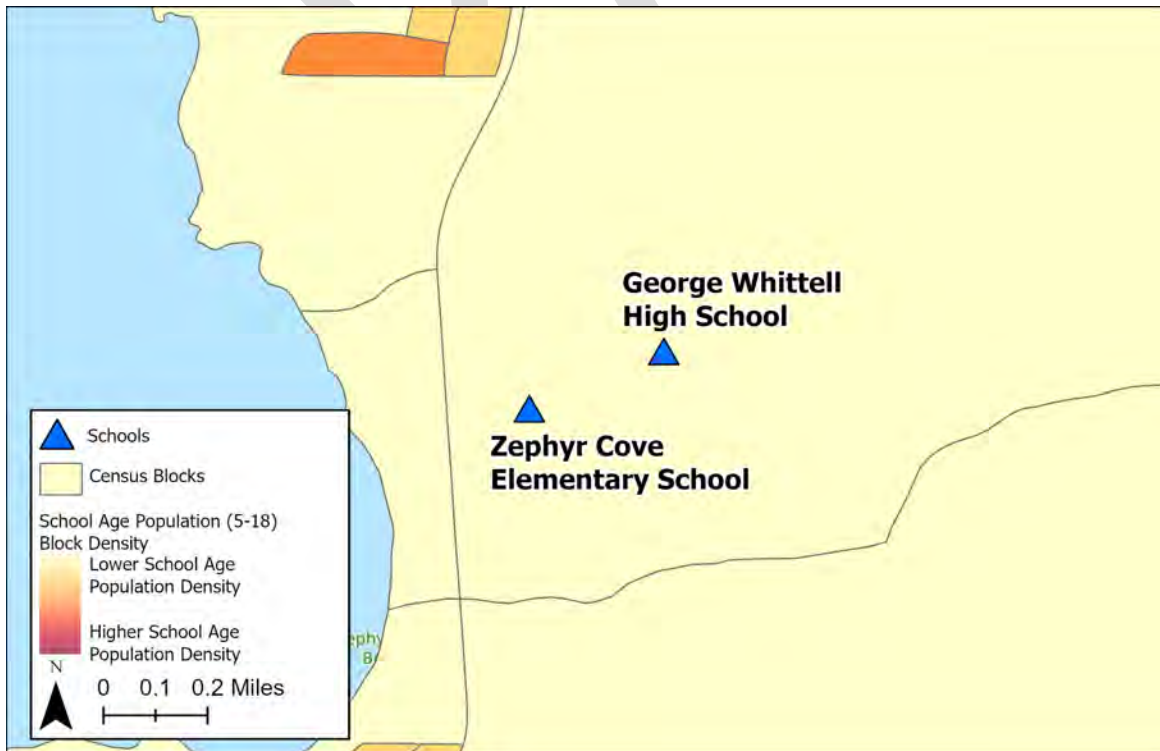 George Whittell
High School
Zephyr Cove
Elementary School
Schools
Census Blocks
School Age Population (5-18)
Block Density
Lower School Age
Population Density
Higher School Age
Population Density
N
0 0.1 0.2 Miles